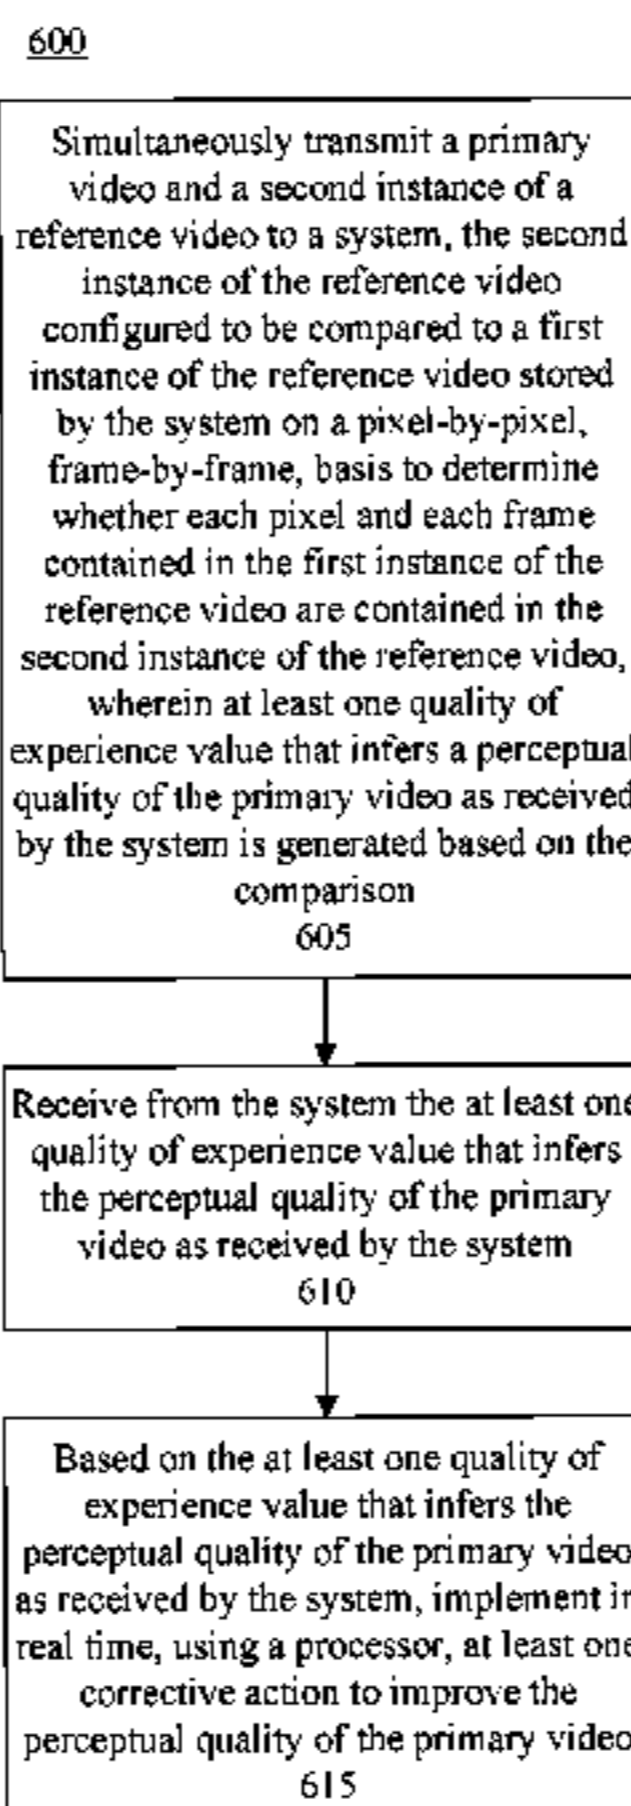 600
Simultaneously transmit a primary
video and a second instance of a
reference video to a system, the second
instance of the reference video
configured to be compared to a first
instance of the reference video stored
by the system on a pixel-by-pixel,
frame-by-frame, basis to determine
whether each pixel and each frame
contained in the first instance of the
reference video are contained in the
second instance of the reference video,
wherein at least one quality of
experience value that infers a perceptual
quality of the primary video as received
by the system is generated based on the
comparison
605
Receive from the system the at least one
quality of experience value that infers
the perceptual quality of the primary
video as received by the system
610
Based on the at least one quality of
experience value that infers the
perceptual quality of the primary video
as received by the system, implement in
real time, using a processor, at least one
corrective action to improve the
perceptual quality of the primary video
615